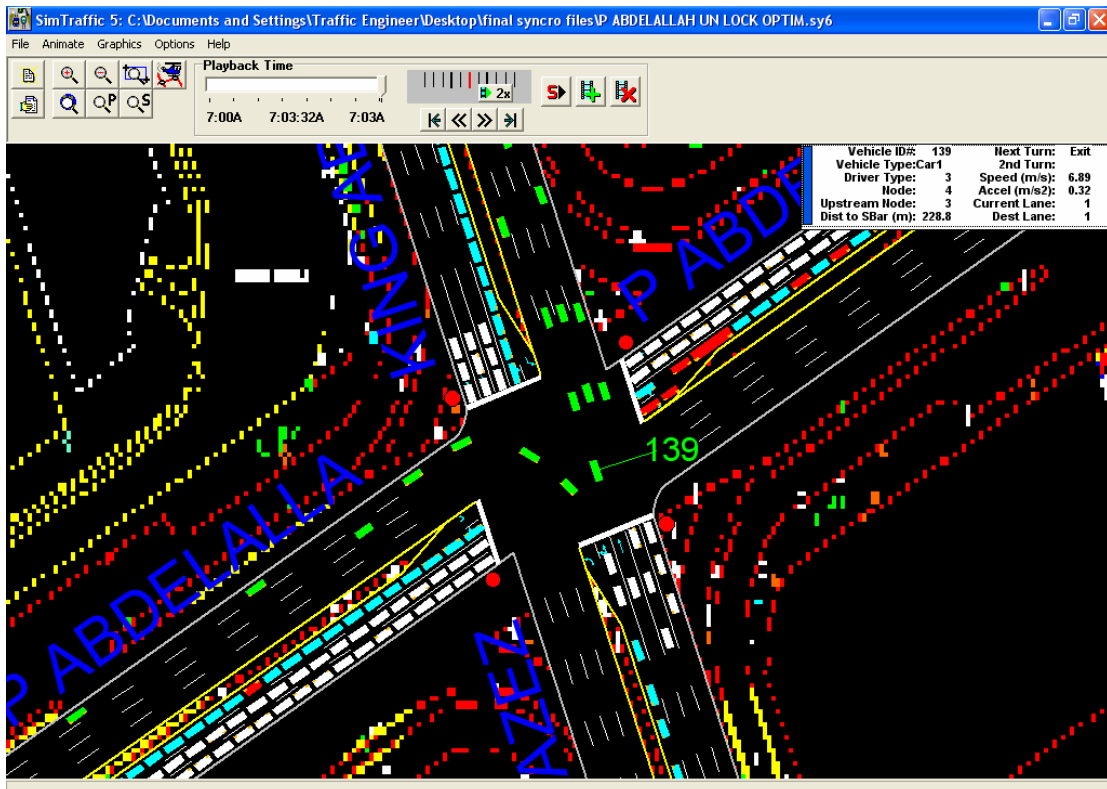 SimTraffic 5: C:\Documents and Settings\Traffic Engineer\Desktop\final syncro files\P ABDELALLAH UN LOCK OPTIM.sy6
File Animate Graphics Options Help
Playback Time
7:00A 7:03:32A 7:03A
2x
S
P
S
Vehicle ID#: 139 Next Turn: Exit
Vehicle Type:Car1 2nd Turn:
Driver Type: 3 Speed (m/s): 6.89
Node: 4 Accel (m/s2): 0.32
Upstream Node: 3 Current Lane: 1
Dist to SBar (m): 228.8 Dest Lane: 1
KINGAE
P ABDE
139
P ABDELALLA
AZEZ